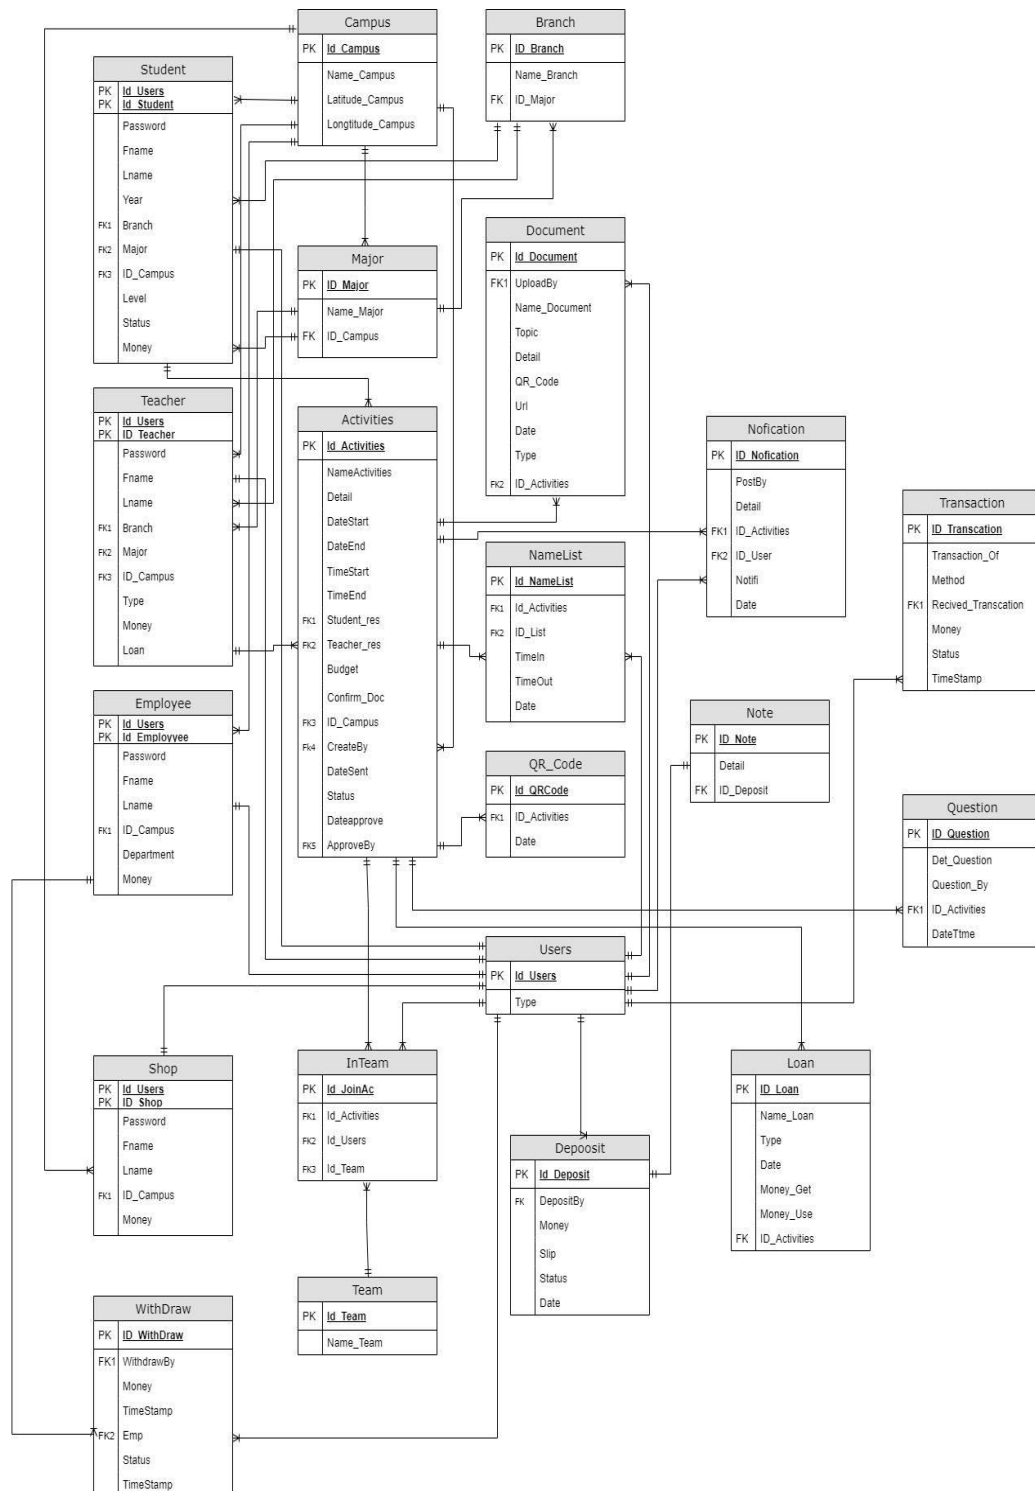 Campus
PK Id_Campus
Name_Campus
Latitude_Campus
Longtitude_Campus
Branch
PK ID_Branch
Name_Branch
FK ID_Major
Student
PK Id_Users
PK Id_Student
Password
Fname
Lname
Year
FK1 Branch
FK2 Major
FK3 ID_Campus
Level
Status
Money
Major
PK ID_Major
Name_Major
FK ID_Campus
Document
PK Id_Document
FK1 UploadBy
Name_Document
Topic
Detail
QR_Code
Url
Date
Type
FK2 ID_Activities
Teacher
PK Id_Users
PK ID_Teacher
Password
Fname
Lname
FK1 Branch
FK2 Major
FK3 ID_Campus
Type
Money
Loan
Activities
PK Id_Activities
NameActivities
Detail
DateStart
DateEnd
TimeStart
TimeEnd
FK1 Student_res
FK2 Teacher_res
Budget
Confirm_Doc
FK3 ID_Campus
Fk4 CreateBy
DateSent
Status
Dateapprove
FK5 ApproveBy
Nofication
PK ID_Nofication
PostBy
Detail
FK1 ID_Activities
FK2 ID_User
Notifi
Date
Transaction
PK ID_Transcation
Transaction_Of
Method
FK1 Recived_Transcation
Money
Status
TimeStamp
NameList
PK Id_NameList
FK1 Id_Activities
FK2 ID_List
TimeIn
TimeOut
Date
Employee
PK Id_Users
PK Id_Employyee
Password
Fname
Lname
FK1 ID_Campus
Department
Money
Note
PK ID_Note
Detail
FK ID_Deposit
QR_Code
PK Id_QRCode
FK1 ID_Activities
Date
Question
PK ID_Question
Det_Question
Question_By
FK1 ID_Activities
DateTtme
Users
PK Id_Users
Type
Shop
PK Id_Users
PK ID_Shop
Password
Fname
Lname
FK1 ID_Campus
Money
InTeam
PK Id_JoinAc
FK1 Id_Activities
FK2 Id_Users
FK3 Id_Team
Loan
PK ID_Loan
Name_Loan
Type
Date
Money_Get
Money_Use
FK ID_Activities
Depoosit
PK Id_Deposit
FK DepositBy
Money
Slip
Status
Date
Team
PK Id_Team
Name_Team
WithDraw
PK ID_WithDraw
FK1 WithdrawBy
Money
TimeStamp
FK2 Emp
Status
TimeStamp